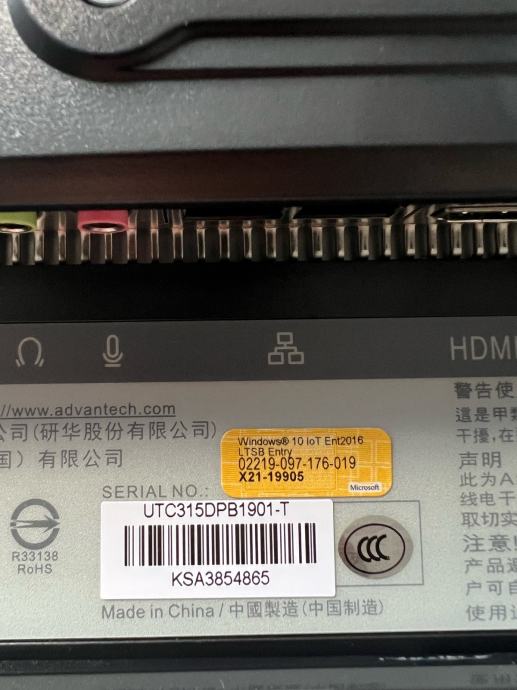 HDMI
//www.advantech.com
公司(研华股份有限公司)
国）有限公司
Windows® 10 IoT Ent2016
LTSB Entry
02219-097-176-019
X21-19905
Microsoft
SERIAL NO.:
UTC315DPB1901-T
KSA3854865
R33138
RoHS
CCC
Made in China / 中國製造 (中国制造)
警告使
這是甲類
干擾,在
声明
此为A
线电干
取切实
注意!
产品遇
户可自
使用